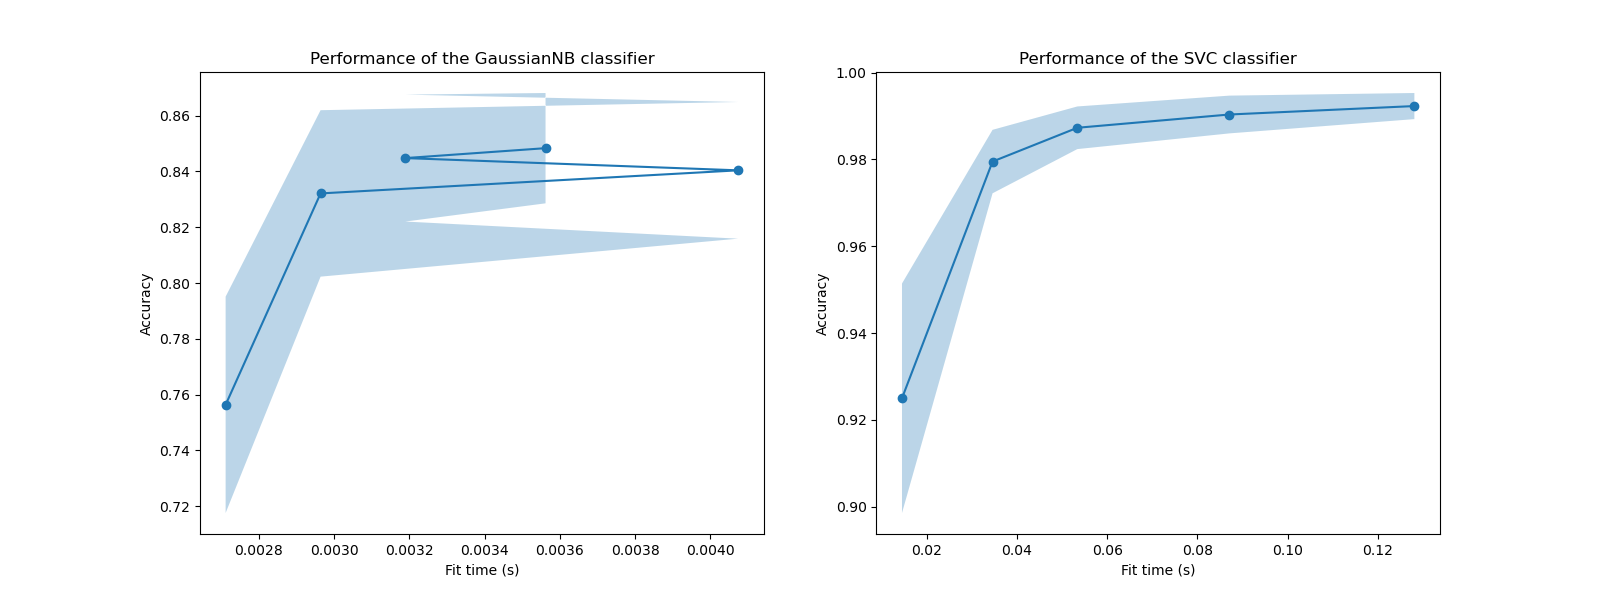 Performance of the GaussianNB classifier
0.86
0.84
0.82
0.80
0.78
0.76
0.74
0.72
Accuracy
0.0028 0.0030 0.0032 0.0034 0.0036 0.0038 0.0040
Fit time (s)
Performance of the SVC classifier
1.00
0.98
0.96
0.94
0.92
0.90
Accuracy
0.02 0.04 0.06 0.08 0.10 0.12
Fit time (s)